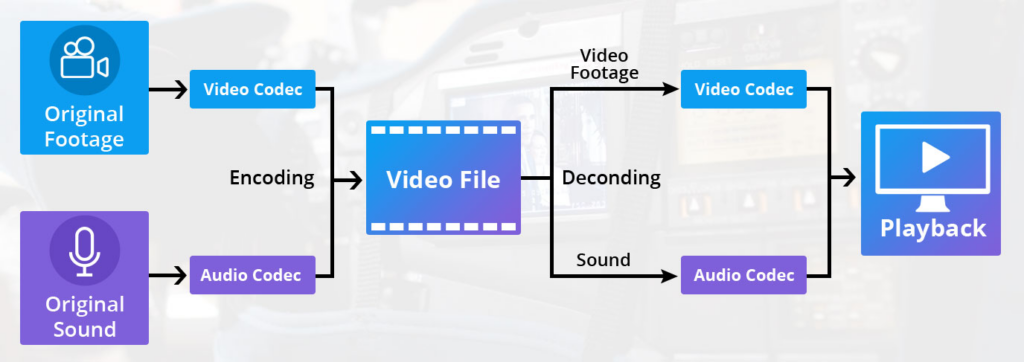 Original
Footage
Video Codec
Original
Sound
Audio Codec
Encoding
Video File
Deconding
Video
Footage
Video Codec
Sound
Audio Codec
Playback